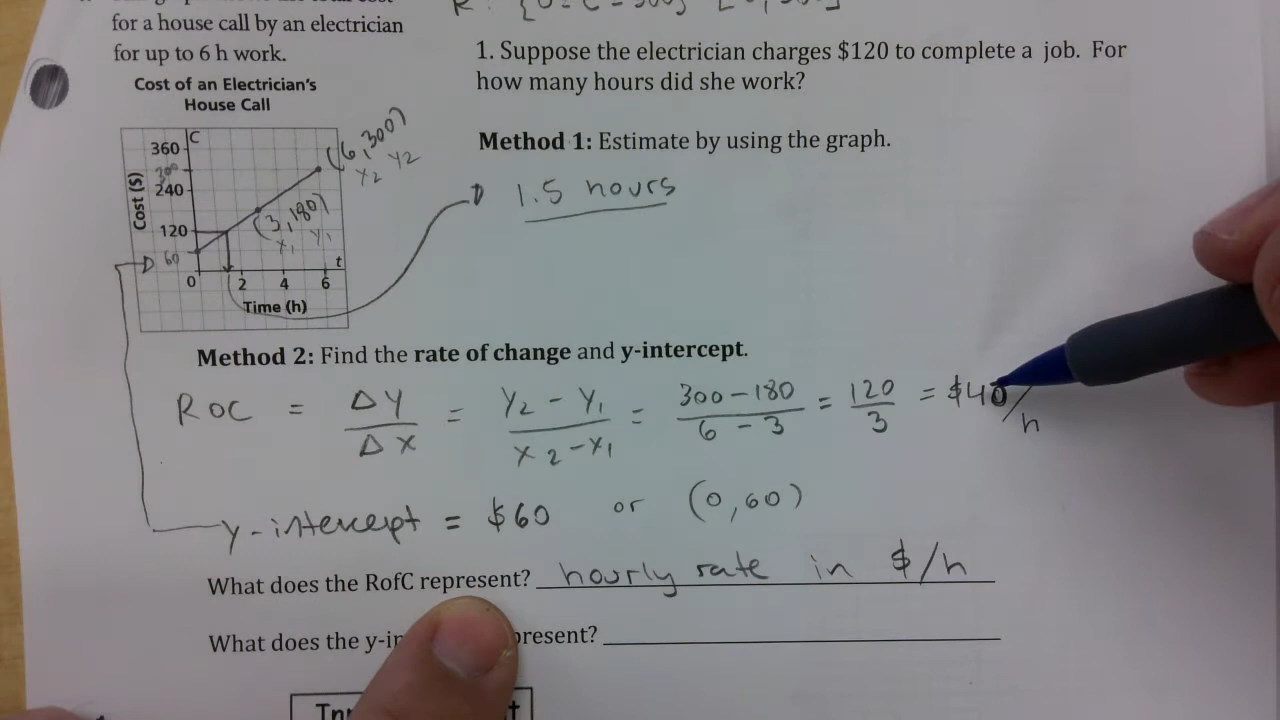 for a house call by an electrician
for up to 6 h work.
Cost of an Electrician's
House Call
C
360
300
240
120
60
0 2 4 6
t
Cost ($)
Time (h)
(6,300)
x2 y2
(3,180)
x1 y1
1. Suppose the electrician charges $120 to complete a job. For
how many hours did she work?
Method 1: Estimate by using the graph.
1.5 hours
Method 2: Find the rate of change and y-intercept.
ROC = ΔY/ΔX = Y2 - Y1/X2 - X1 = 300 - 180/6 - 3 = 120/3 = $40/h
y-intercept = $60 or (0,60)
What does the RofC represent? hourly rate in $/h
What does the